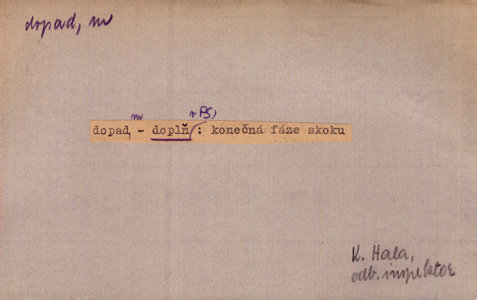 dopad, m
m v PS,
dopad, - doplň : konečná fáze skoku
K. Hala,
odb. inspektor